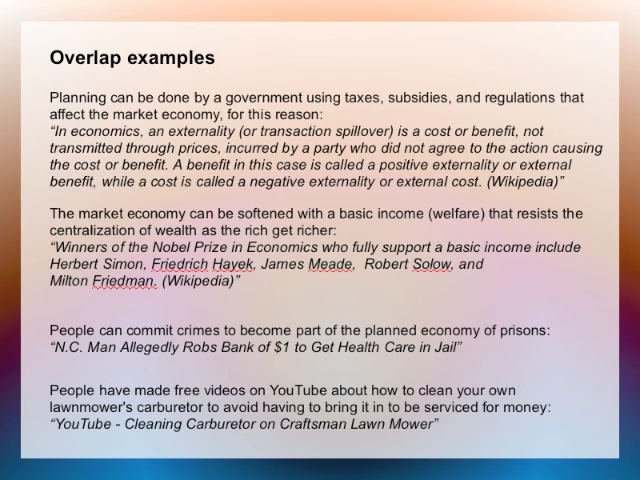 Overlap examples
Planning can be done by a government using taxes, subsidies, and regulations that
affect the market economy, for this reason:
“In economics, an externality (or transaction spillover) is a cost or benefit, not
transmitted through prices, incurred by a party who did not agree to the action causing
the cost or benefit. A benefit in this case is called a positive externality or external
benefit, while a cost is called a negative externality or external cost. (Wikipedia)”
The market economy can be softened with a basic income (welfare) that resists the
centralization of wealth as the rich get richer:
“Winners of the Nobel Prize in Economics who fully support a basic income include
Herbert Simon, Friedrich Hayek, James Meade,  Robert Solow, and
Milton Friedman. (Wikipedia)”
People can commit crimes to become part of the planned economy of prisons:
“N.C. Man Allegedly Robs Bank of $1 to Get Health Care in Jail”
People have made free videos on YouTube about how to clean your own
lawnmower's carburetor to avoid having to bring it in to be serviced for money:
“YouTube - Cleaning Carburetor on Craftsman Lawn Mower”